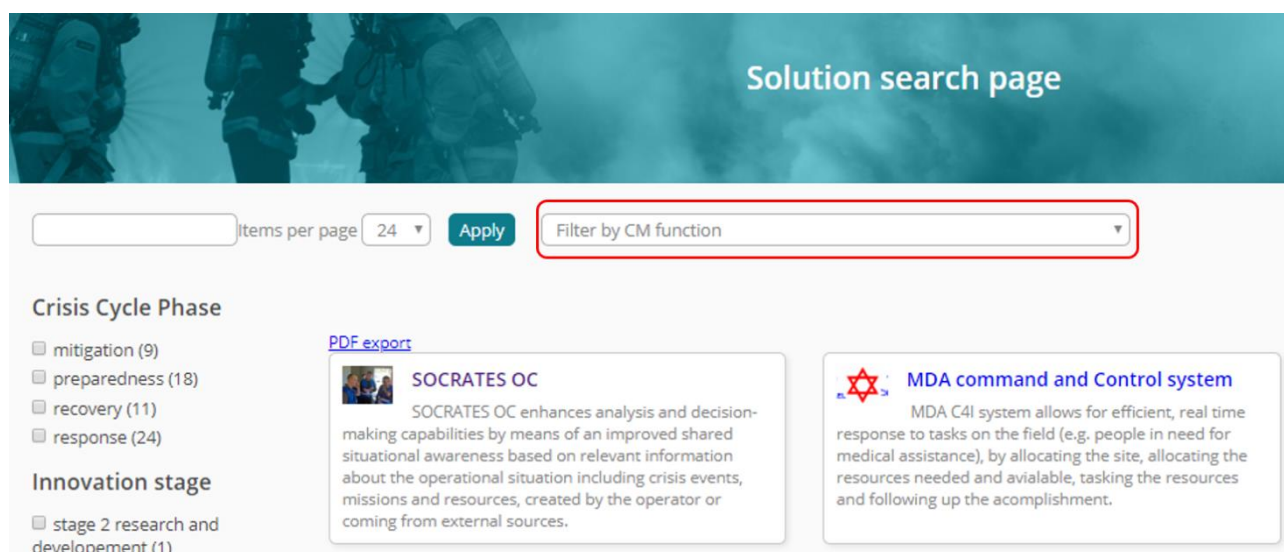 Solution search page
Items per page 24 Apply Filter by CM function
Crisis Cycle Phase
mitigation (9)
preparedness (18)
recovery (11)
response (24)
Innovation stage
stage 2 research and
developement (1)
PDF export
SOCRATES OC
SOCRATES OC enhances analysis and decision-
making capabilities by means of an improved shared
situational awareness based on relevant information
about the operational situation including crisis events,
missions and resources, created by the operator or
coming from external sources.
MDA command and Control system
MDA C4I system allows for efficient, real time
response to tasks on the field (e.g. people in need for
medical assistance), by allocating the site, allocating the
resources needed and avialable, tasking the resources
and following up the acomplishment.